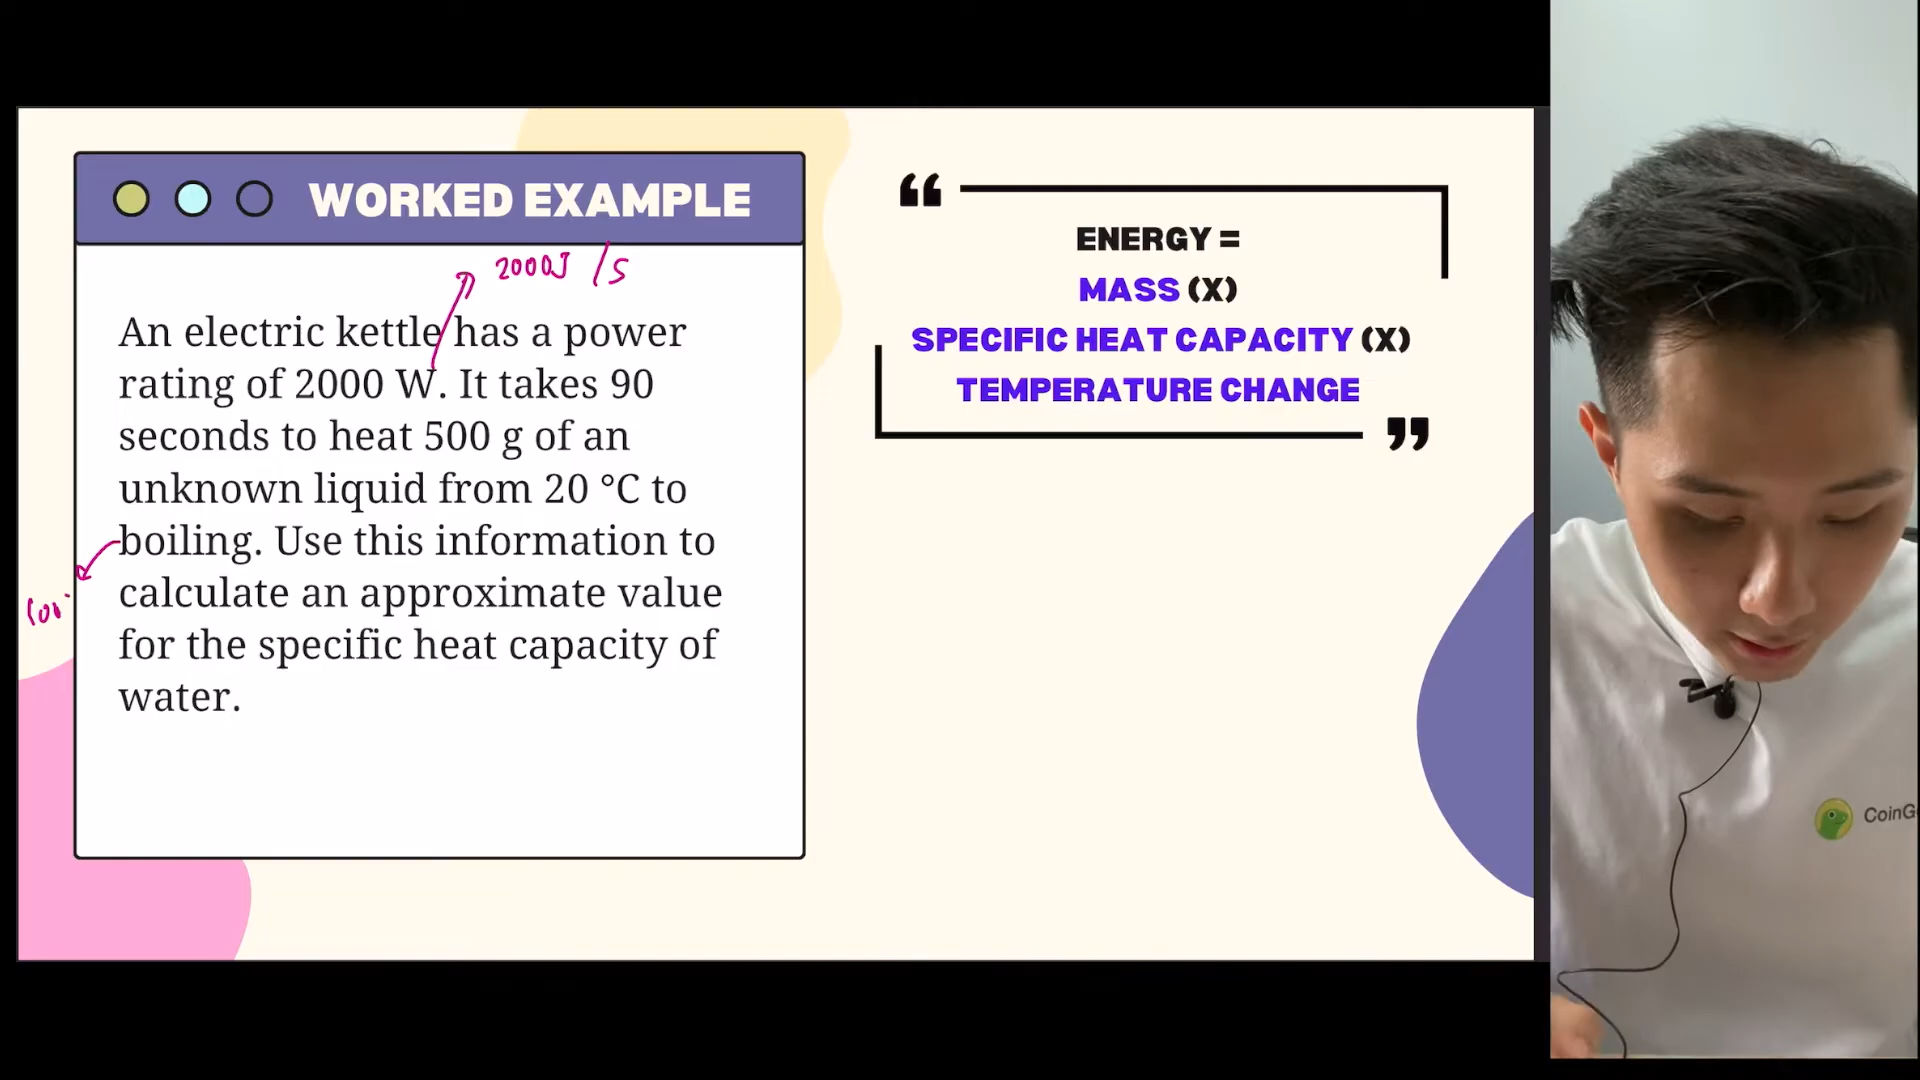 WORKED EXAMPLE
2000J /s
An electric kettle has a power
rating of 2000 W. It takes 90
seconds to heat 500 g of an
unknown liquid from 20 °C to
boiling. Use this information to
calculate an approximate value
for the specific heat capacity of
water.
100°
“
ENERGY =
MASS (X)
SPECIFIC HEAT CAPACITY (X)
TEMPERATURE CHANGE
”
CoinG